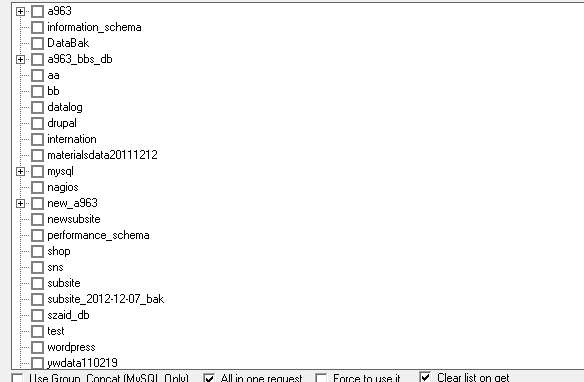 a963
information_schema
DataBak
a963_bbs_db
aa
bb
datalog
drupal
internation
materialsdata20111212
mysql
nagios
new_a963
newsubsite
performance_schema
shop
sns
subsite
subsite_2012-12-07_bak
szaid_db
test
wordpress
ywdata110219
Use Group_Concat (MySQL Only) All in one request Force to use it Clear list on get